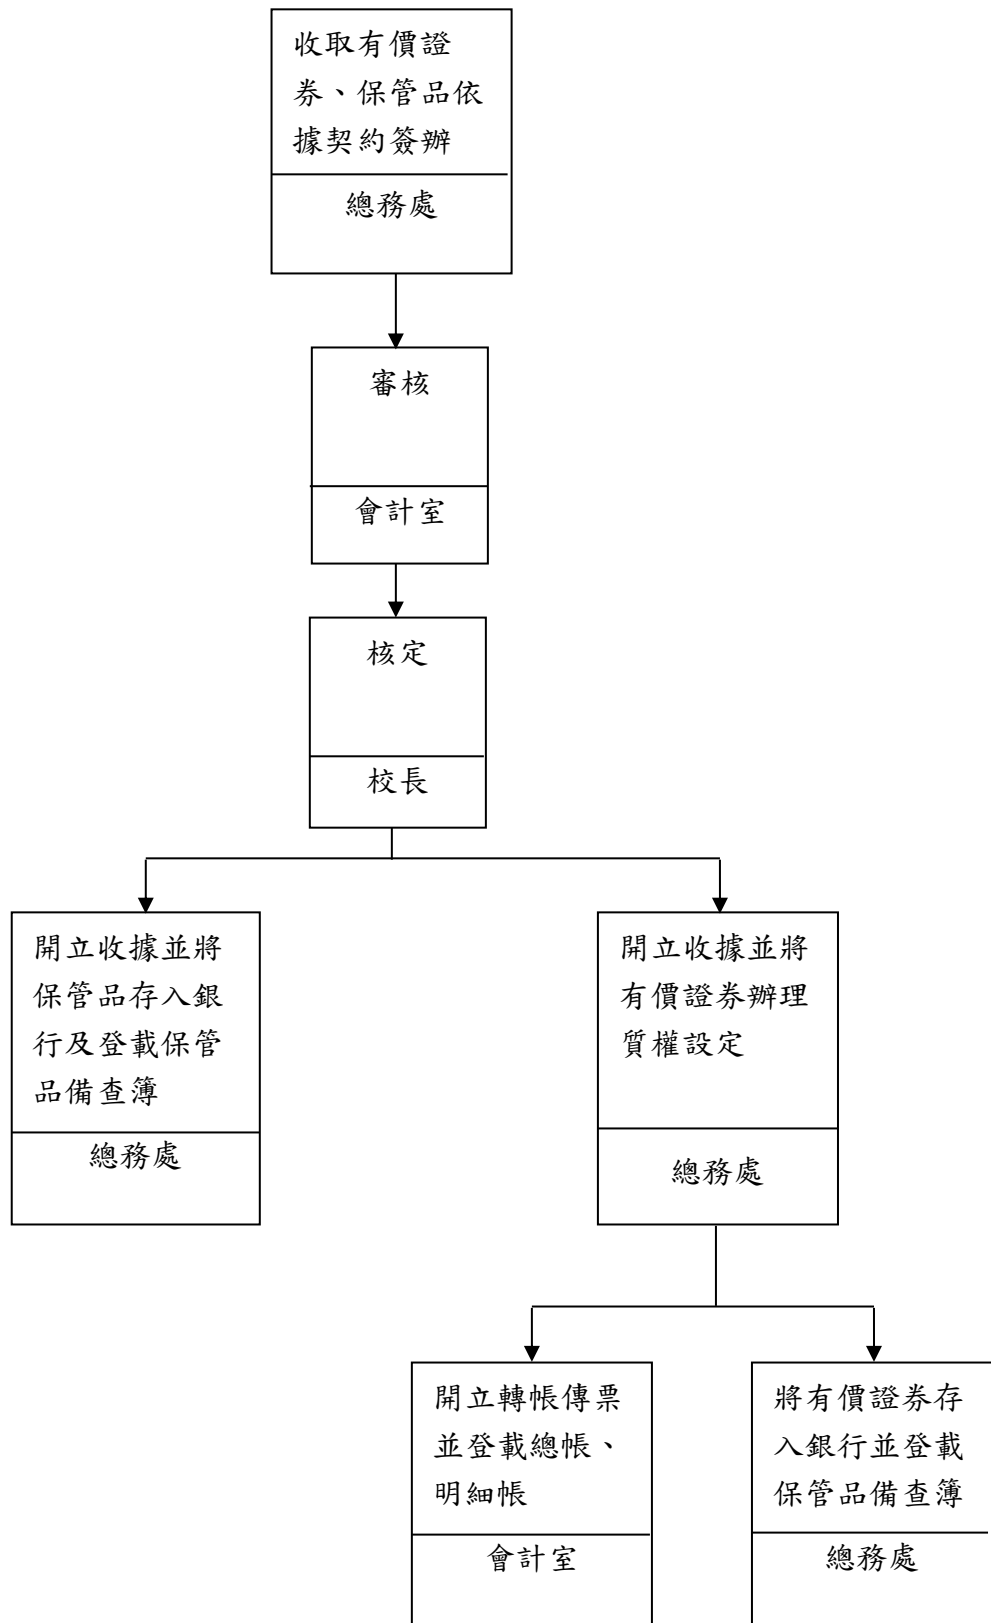 收取有價證
券、保管品依
據契約簽辦
總務處
審核
會計室
核定
校長
開立收據並將
保管品存入銀
行及登載保管
品備查簿
總務處
開立收據並將
有價證券辦理
質權設定
總務處
開立轉帳傳票
並登載總帳、
明細帳
會計室
將有價證券存
入銀行並登載
保管品備查簿
總務處